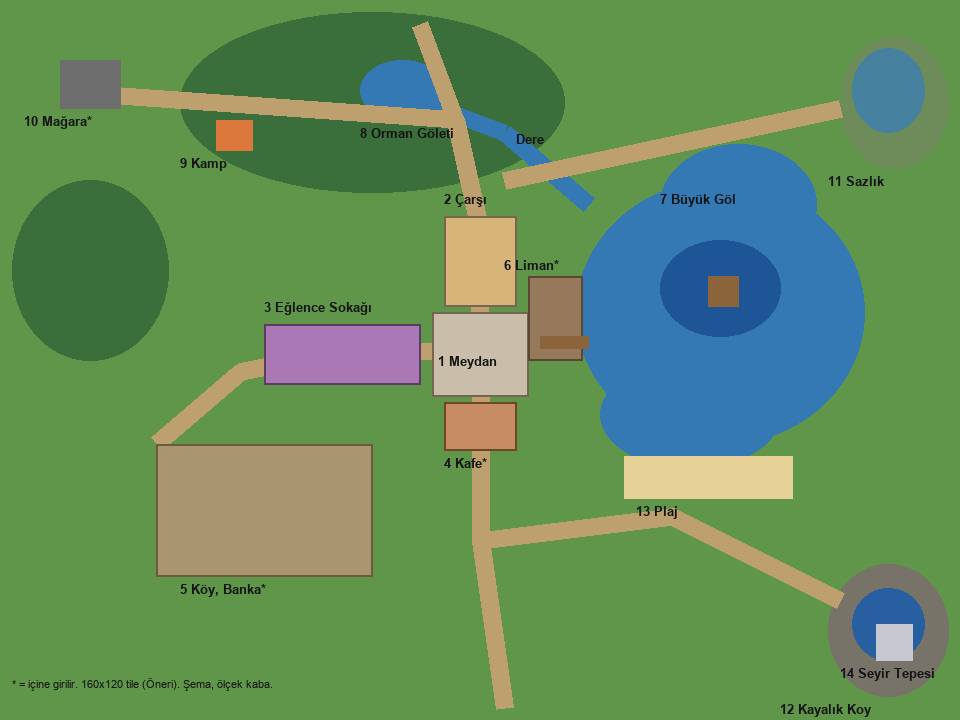 10 Mağara*
8 Orman Göleti
Dere
9 Kamp
11 Sazlık
2 Çarşı
7 Büyük Göl
6 Liman*
3 Eğlence Sokağı
1 Meydan
4 Kafe*
13 Plaj
5 Köy, Banka*
14 Seyir Tepesi
* = içine girilir. 160x120 tile (Öneri). Şema, ölçek kaba.
12 Kayalık Koy